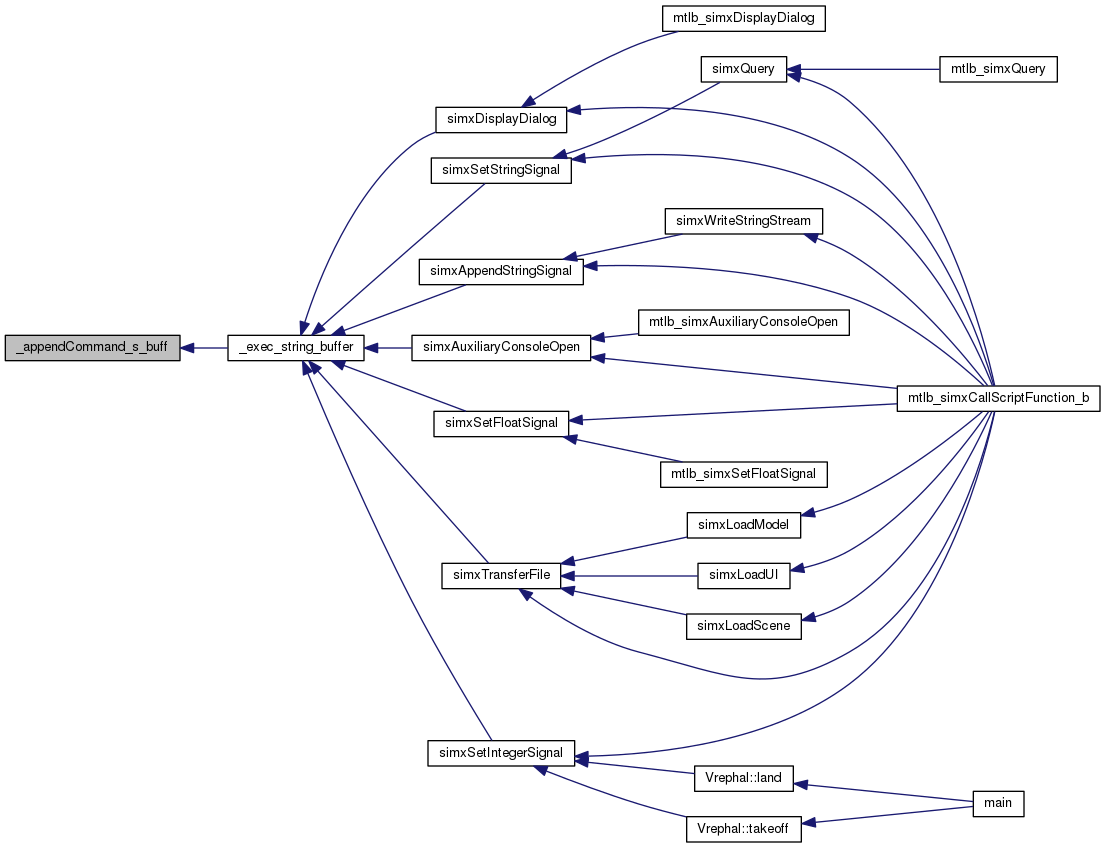 mtlb_simxDisplayDialog
simxQuery
mtlb_simxQuery
simxDisplayDialog
simxSetStringSignal
simxWriteStringStream
simxAppendStringSignal
mtlb_simxAuxiliaryConsoleOpen
_appendCommand_s_buff
_exec_string_buffer
simxAuxiliaryConsoleOpen
mtlb_simxCallScriptFunction_b
simxSetFloatSignal
mtlb_simxSetFloatSignal
simxLoadModel
simxTransferFile
simxLoadUI
simxLoadScene
simxSetIntegerSignal
Vrephal::land
main
Vrephal::takeoff